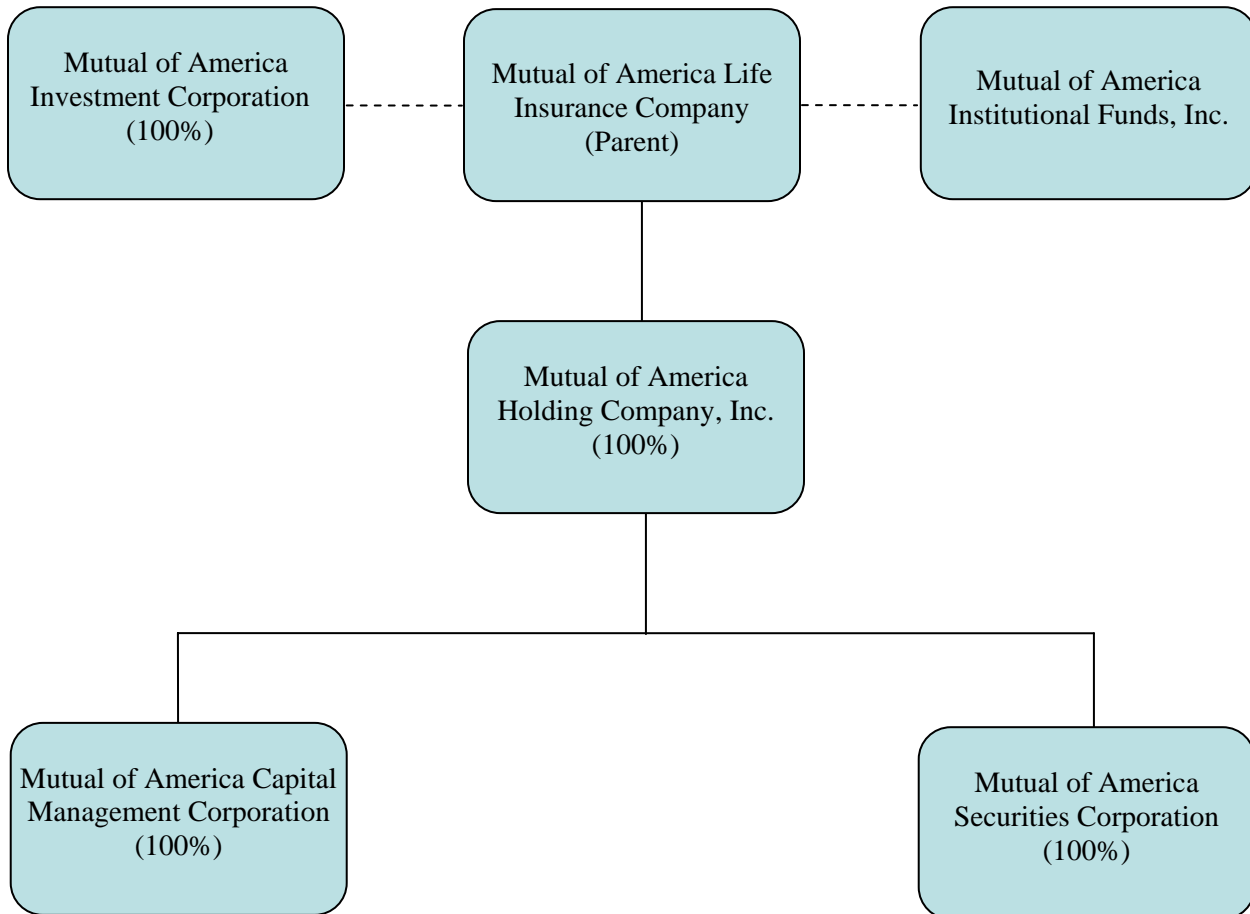 Mutual of America
Investment Corporation
(100%)
Mutual of America Life
Insurance Company
(Parent)
Mutual of America
Institutional Funds, Inc.
Mutual of America
Holding Company, Inc.
(100%)
Mutual of America Capital
Management Corporation
(100%)
Mutual of America
Securities Corporation
(100%)